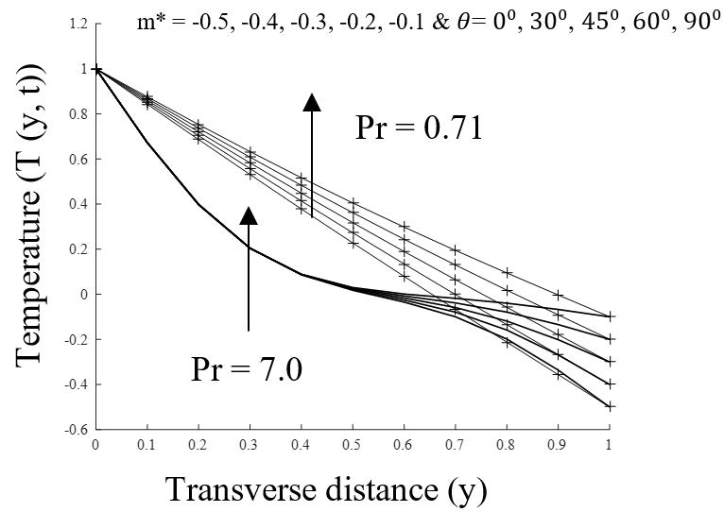 m* = -0.5, -0.4, -0.3, -0.2, -0.1 & θ= 0⁰, 30⁰, 45⁰, 60⁰, 90⁰
1.2
1
0.8
0.6
0.4
0.2
0
-0.2
-0.4
-0.6
Temperature (T (y, t))
Pr = 0.71
Pr = 7.0
0 0.1 0.2 0.3 0.4 0.5 0.6 0.7 0.8 0.9 1
Transverse distance (y)